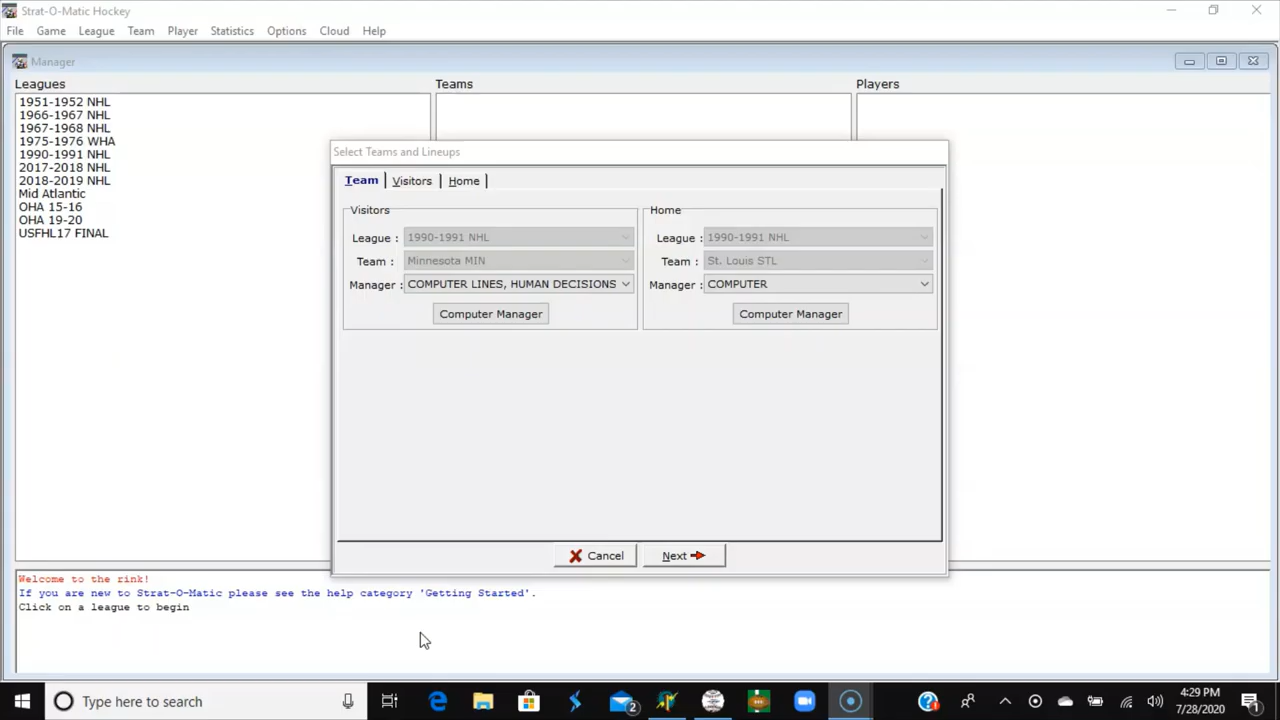 Strat-O-Matic Hockey
File Game League Team Player Statistics Options Cloud Help
Manager
Leagues
1951-1952 NHL
1966-1967 NHL
1967-1968 NHL
1975-1976 WHA
1990-1991 NHL
2017-2018 NHL
2018-2019 NHL
Mid Atlantic
OHA 15-16
OHA 19-20
USFHL17 FINAL
Teams
Players
Select Teams and Lineups
Team Visitors Home
Visitors
League : 1990-1991 NHL
Team : Minnesota MIN
Manager : COMPUTER LINES, HUMAN DECISIONS
Computer Manager
Home
League : 1990-1991 NHL
Team : St. Louis STL
Manager : COMPUTER
Computer Manager
Cancel Next
Welcome to the rink!
If you are new to Strat-O-Matic please see the help category 'Getting Started'.
Click on a league to begin
Type here to search
2
4:29 PM
7/28/2020
1